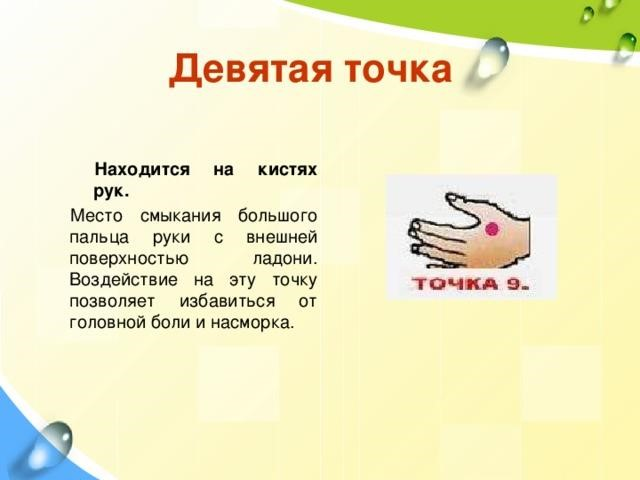 Девятая точка
Находится на кистях
рук.
Место смыкания большого
пальца руки с внешней
поверхностью ладони.
Воздействие на эту точку
позволяет избавиться от
головной боли и насморка.
ТОЧКА 9.